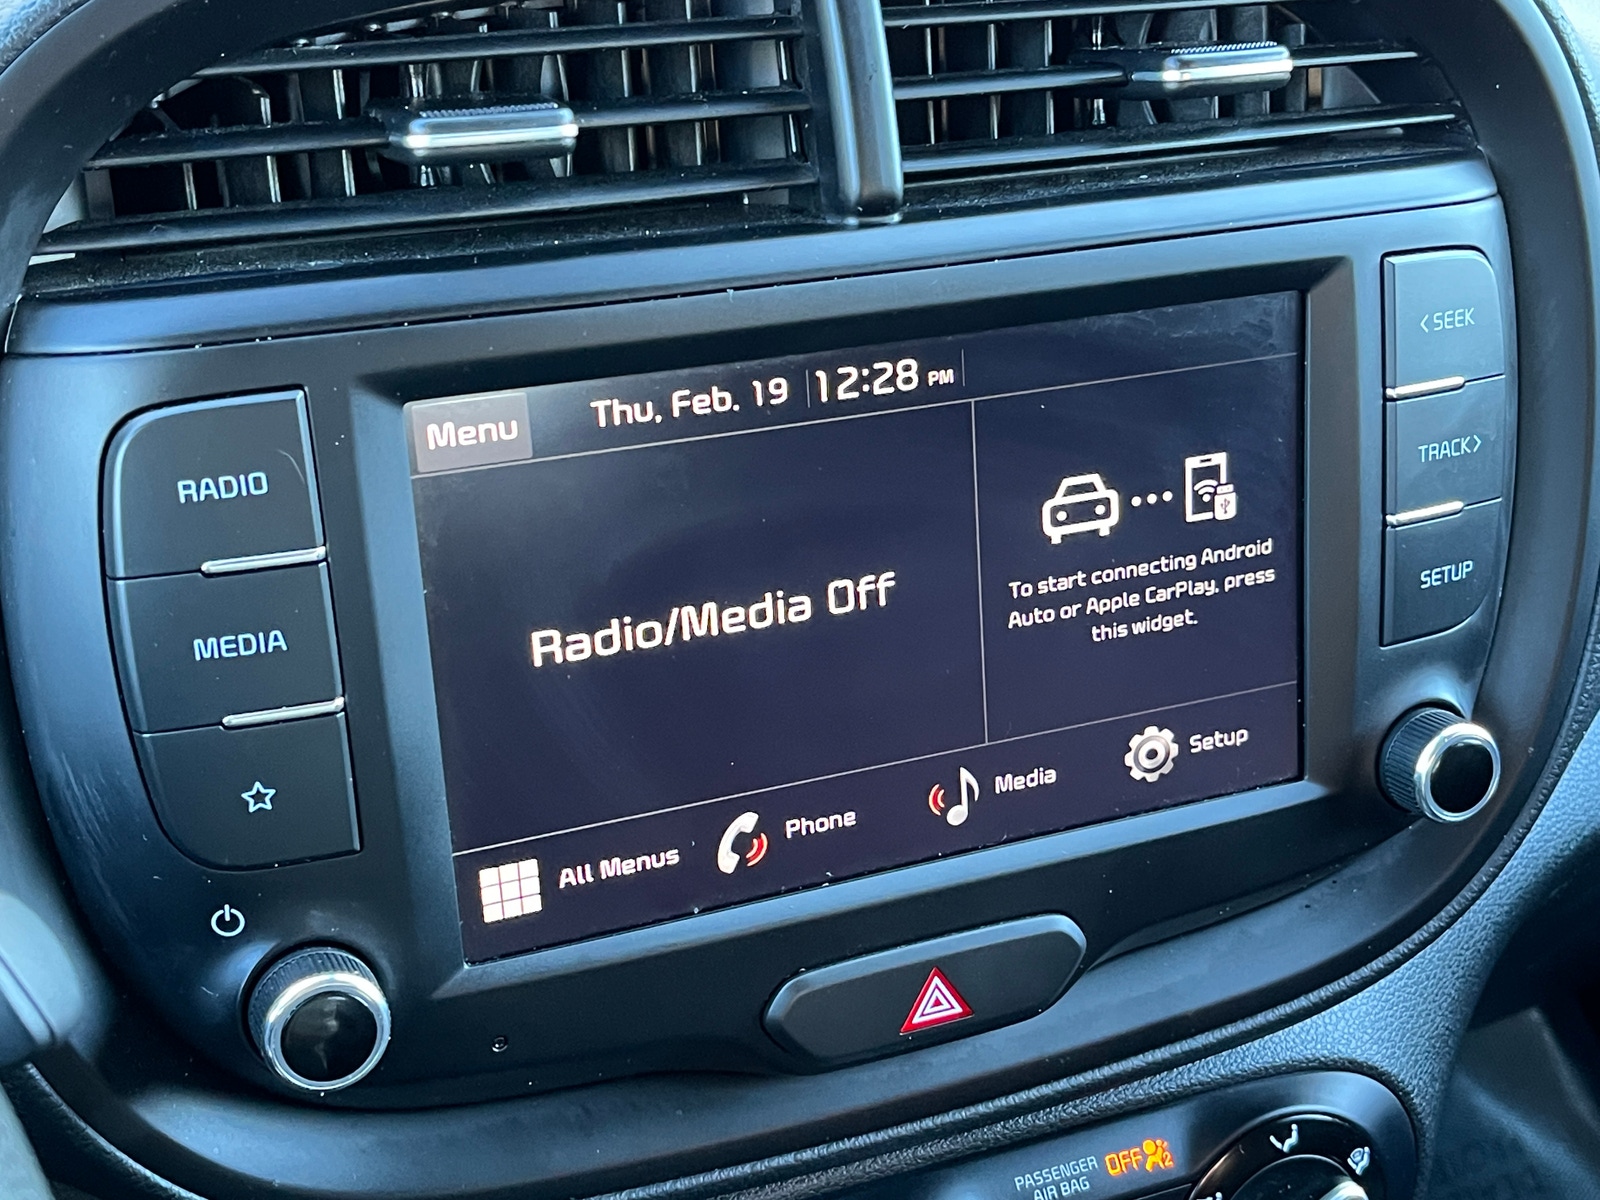 RADIO
MEDIA
Menu
Thu, Feb. 19 12:28 PM
Radio/Media Off
To start connecting Android
Auto or Apple CarPlay, press
this widget.
All Menus
Phone
Media
Setup
<SEEK
TRACK>
SETUP
PASSENGER
AIR BAG
OFF
2